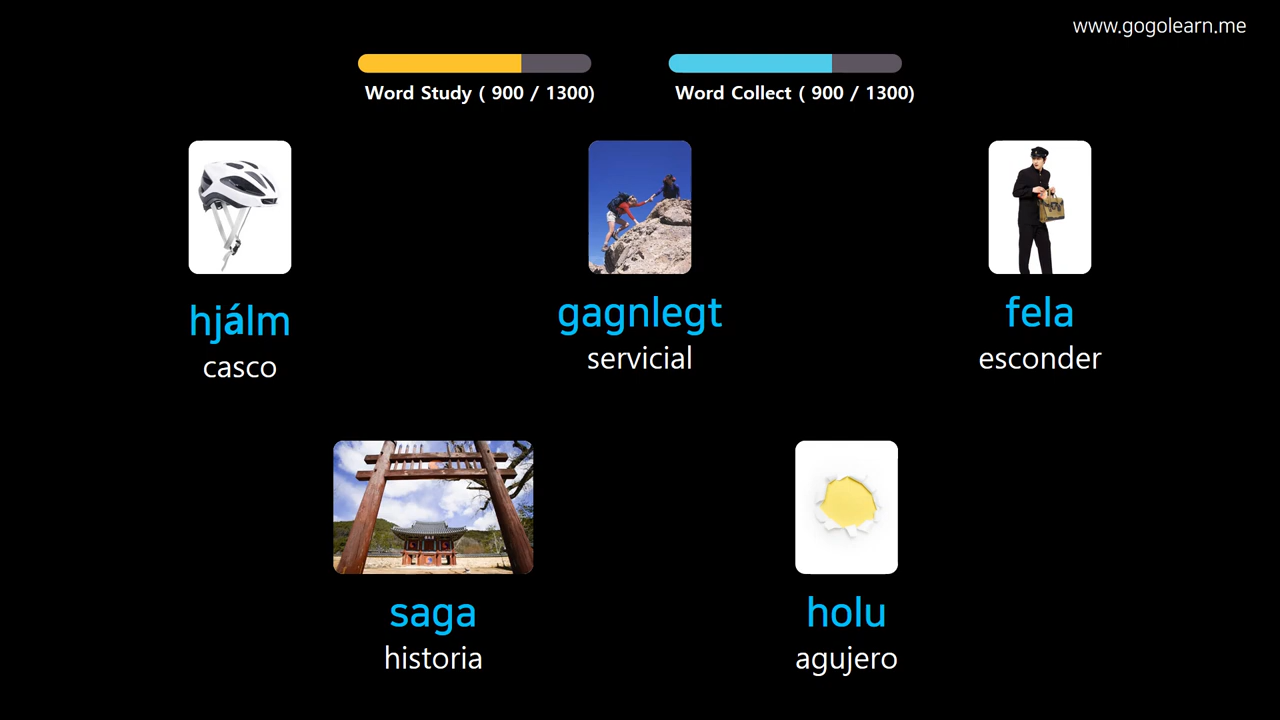 www.gogolearn.me
Word Study ( 900 / 1300)
Word Collect ( 900 / 1300)
hjálm
casco
gagnlegt
servicial
fela
esconder
saga
historia
holu
agujero